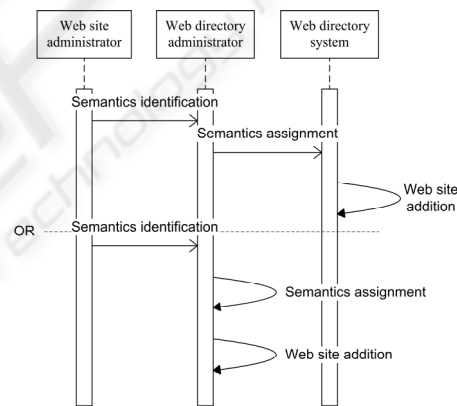 Web site
administrator
Web directory
administrator
Web directory
system
Semantics identification
Semantics assignment
Web site
addition
OR
Semantics identification
Semantics assignment
Web site addition